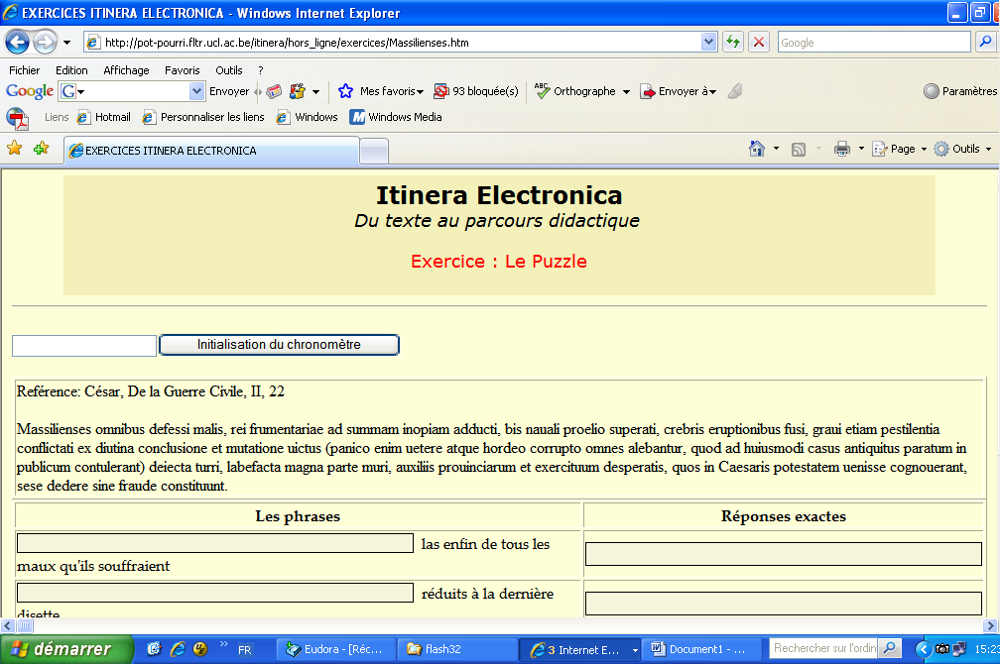 EXERCICES ITINERA ELECTRONICA - Windows Internet Explorer
http://pot-pourri.fltr.ucl.ac.be/itinera/hors_ligne/exercices/Massilienses.htm
Google
Fichier Edition Affichage Favoris Outils ?
Google G Envoyer Mes favoris 93 bloquée(s) ABC Orthographe Envoyer à Paramètres
Liens Hotmail Personnaliser les liens Windows Windows Media
EXERCICES ITINERA ELECTRONICA Page Outils
Itinera Electronica
Du texte au parcours didactique
Exercice : Le Puzzle
Initialisation du chronomètre
Reférence: César, De la Guerre Civile, II, 22
Massilienses omnibus defessi malis, rei frumentariae ad summam inopiam adducti, bis nauali proelio superati, crebris eruptionibus fusi, graui etiam pestilentia
conflictati ex diutina conclusione et mutatione uictus (panico enim uetere atque hordeo corrupto omnes alebantur, quod ad huiusmodi casus antiquitus paratum in
publicum contulerant) deiecta turri, labefacta magna parte muri, auxiliis prouinciarum et exercituum desperatis, quos in Caesaris potestatem uenisse cognouerant,
sese dedere sine fraude constituunt.
Les phrases Réponses exactes
las enfin de tous les
maux qu'ils souffraient
réduits à la dernière
disette
démarrer FR Eudora - [Réc... flash32 3 Internet E... Document1 - ... Rechercher sur l'ordin 15:2